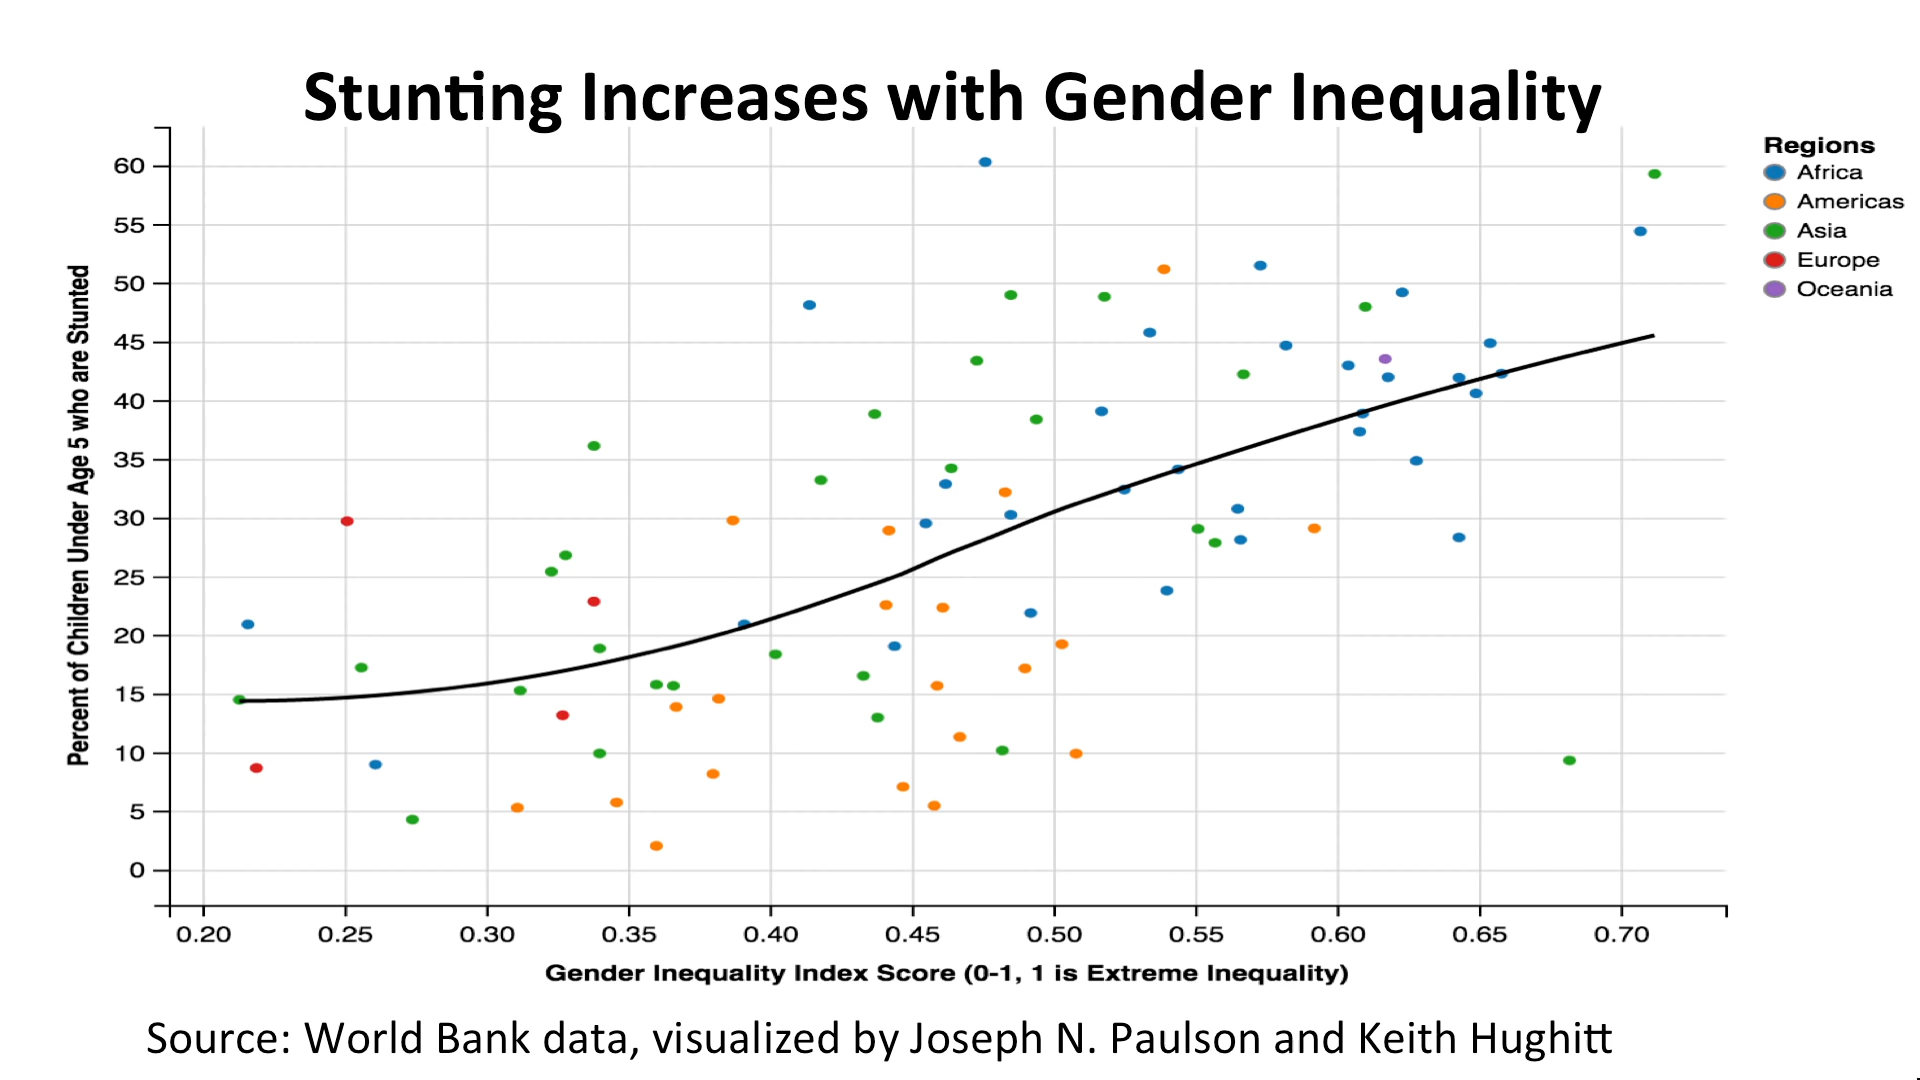 Stunting Increases with Gender Inequality
Regions
Africa
Americas
Asia
Europe
Oceania
Percent of Children Under Age 5 who are Stunted
60
55
50
45
40
35
30
25
20
15
10
5
0
0.20 0.25 0.30 0.35 0.40 0.45 0.50 0.55 0.60 0.65 0.70
Gender Inequality Index Score (0-1, 1 is Extreme Inequality)
Source: World Bank data, visualized by Joseph N. Paulson and Keith Hughitt